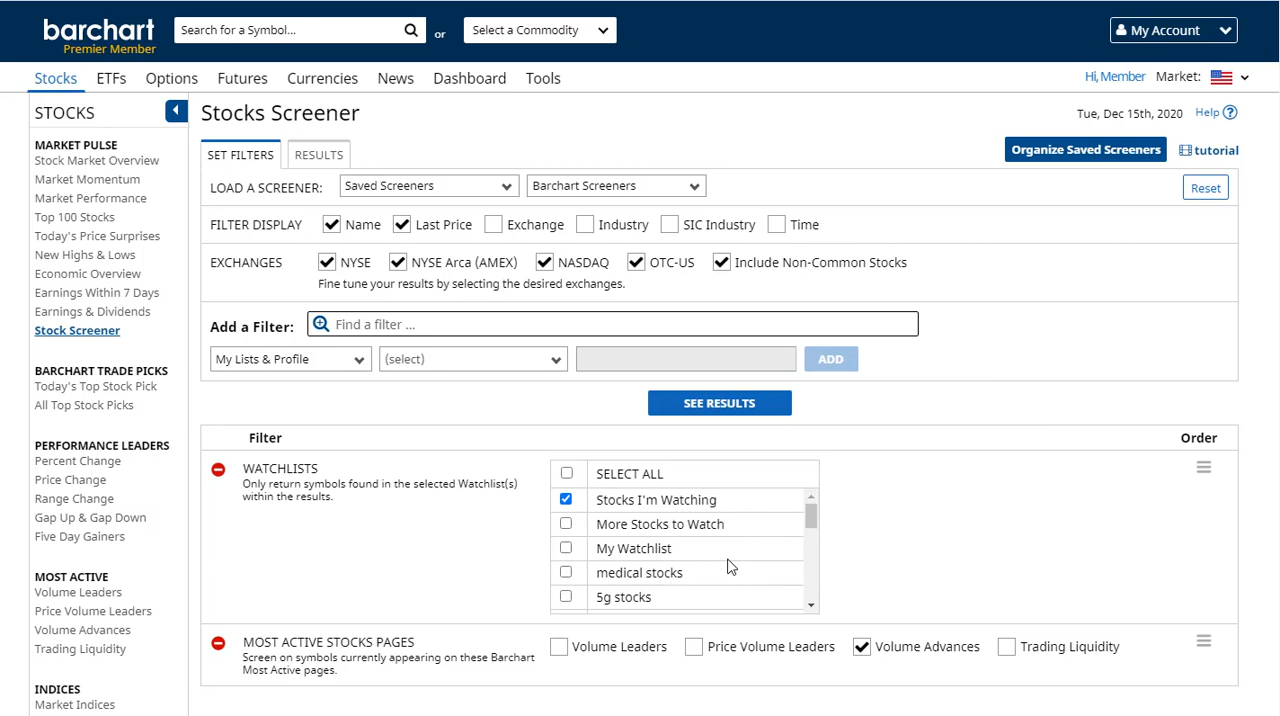 barchart
Premier Member
Search for a Symbol...
or
Select a Commodity
My Account
Stocks
ETFs
Options
Futures
Currencies
News
Dashboard
Tools
Hi, Member
Market:
STOCKS
MARKET PULSE
Stock Market Overview
Market Momentum
Market Performance
Top 100 Stocks
Today's Price Surprises
New Highs & Lows
Economic Overview
Earnings Within 7 Days
Earnings & Dividends
Stock Screener
BARCHART TRADE PICKS
Today's Top Stock Pick
All Top Stock Picks
PERFORMANCE LEADERS
Percent Change
Price Change
Range Change
Gap Up & Gap Down
Five Day Gainers
MOST ACTIVE
Volume Leaders
Price Volume Leaders
Volume Advances
Trading Liquidity
INDICES
Market Indices
Stocks Screener
Tue, Dec 15th, 2020
Help ?
SET FILTERS
RESULTS
Organize Saved Screeners
tutorial
LOAD A SCREENER:
Saved Screeners
Barchart Screeners
Reset
FILTER DISPLAY
Name
Last Price
Exchange
Industry
SIC Industry
Time
EXCHANGES
NYSE
NYSE Arca (AMEX)
NASDAQ
OTC-US
Include Non-Common Stocks
Fine tune your results by selecting the desired exchanges.
Add a Filter:
Find a filter ...
My Lists & Profile
(select)
ADD
SEE RESULTS
Filter
Order
WATCHLISTS
Only return symbols found in the selected Watchlist(s)
within the results.
SELECT ALL
Stocks I'm Watching
More Stocks to Watch
My Watchlist
medical stocks
5g stocks
MOST ACTIVE STOCKS PAGES
Screen on symbols currently appearing on these Barchart
Most Active pages.
Volume Leaders
Price Volume Leaders
Volume Advances
Trading Liquidity